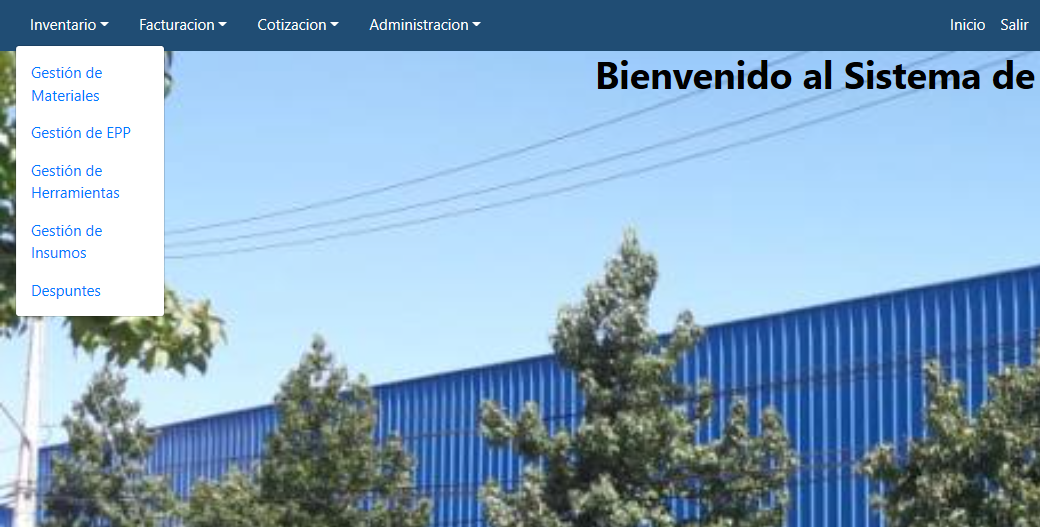 Inventario Facturacion Cotizacion Administracion Inicio Salir
Bienvenido al Sistema de
Gestión de
Materiales
Gestión de EPP
Gestión de
Herramientas
Gestión de
Insumos
Despuntes